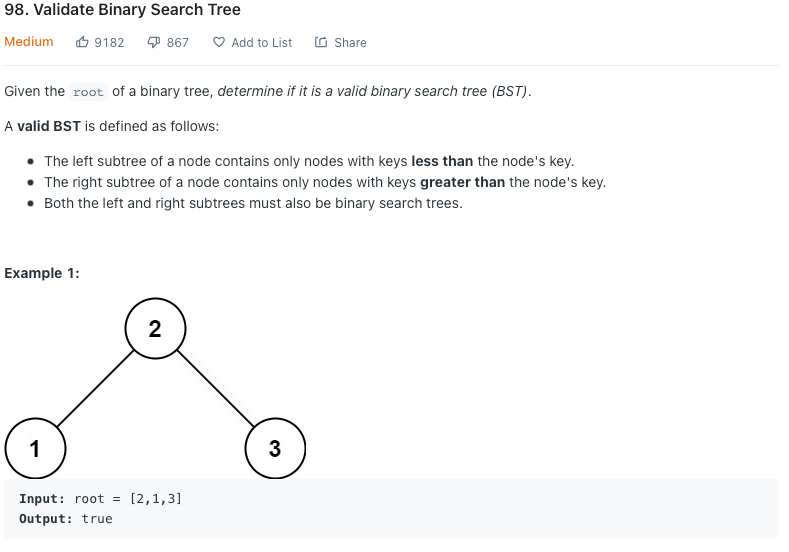 98. Validate Binary Search Tree
Medium 9182 867 Add to List Share
Given the root of a binary tree, determine if it is a valid binary search tree (BST).
A valid BST is defined as follows:
• The left subtree of a node contains only nodes with keys less than the node's key.
• The right subtree of a node contains only nodes with keys greater than the node's key.
• Both the left and right subtrees must also be binary search trees.
Example 1:
2
1 3
Input: root = [2,1,3]
Output: true